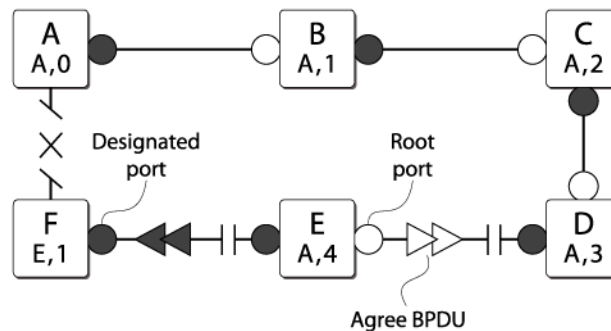 A
A,0
B
A,1
C
A,2
Designated
port
Root
port
F
E,1
E
A,4
D
A,3
Agree BPDU